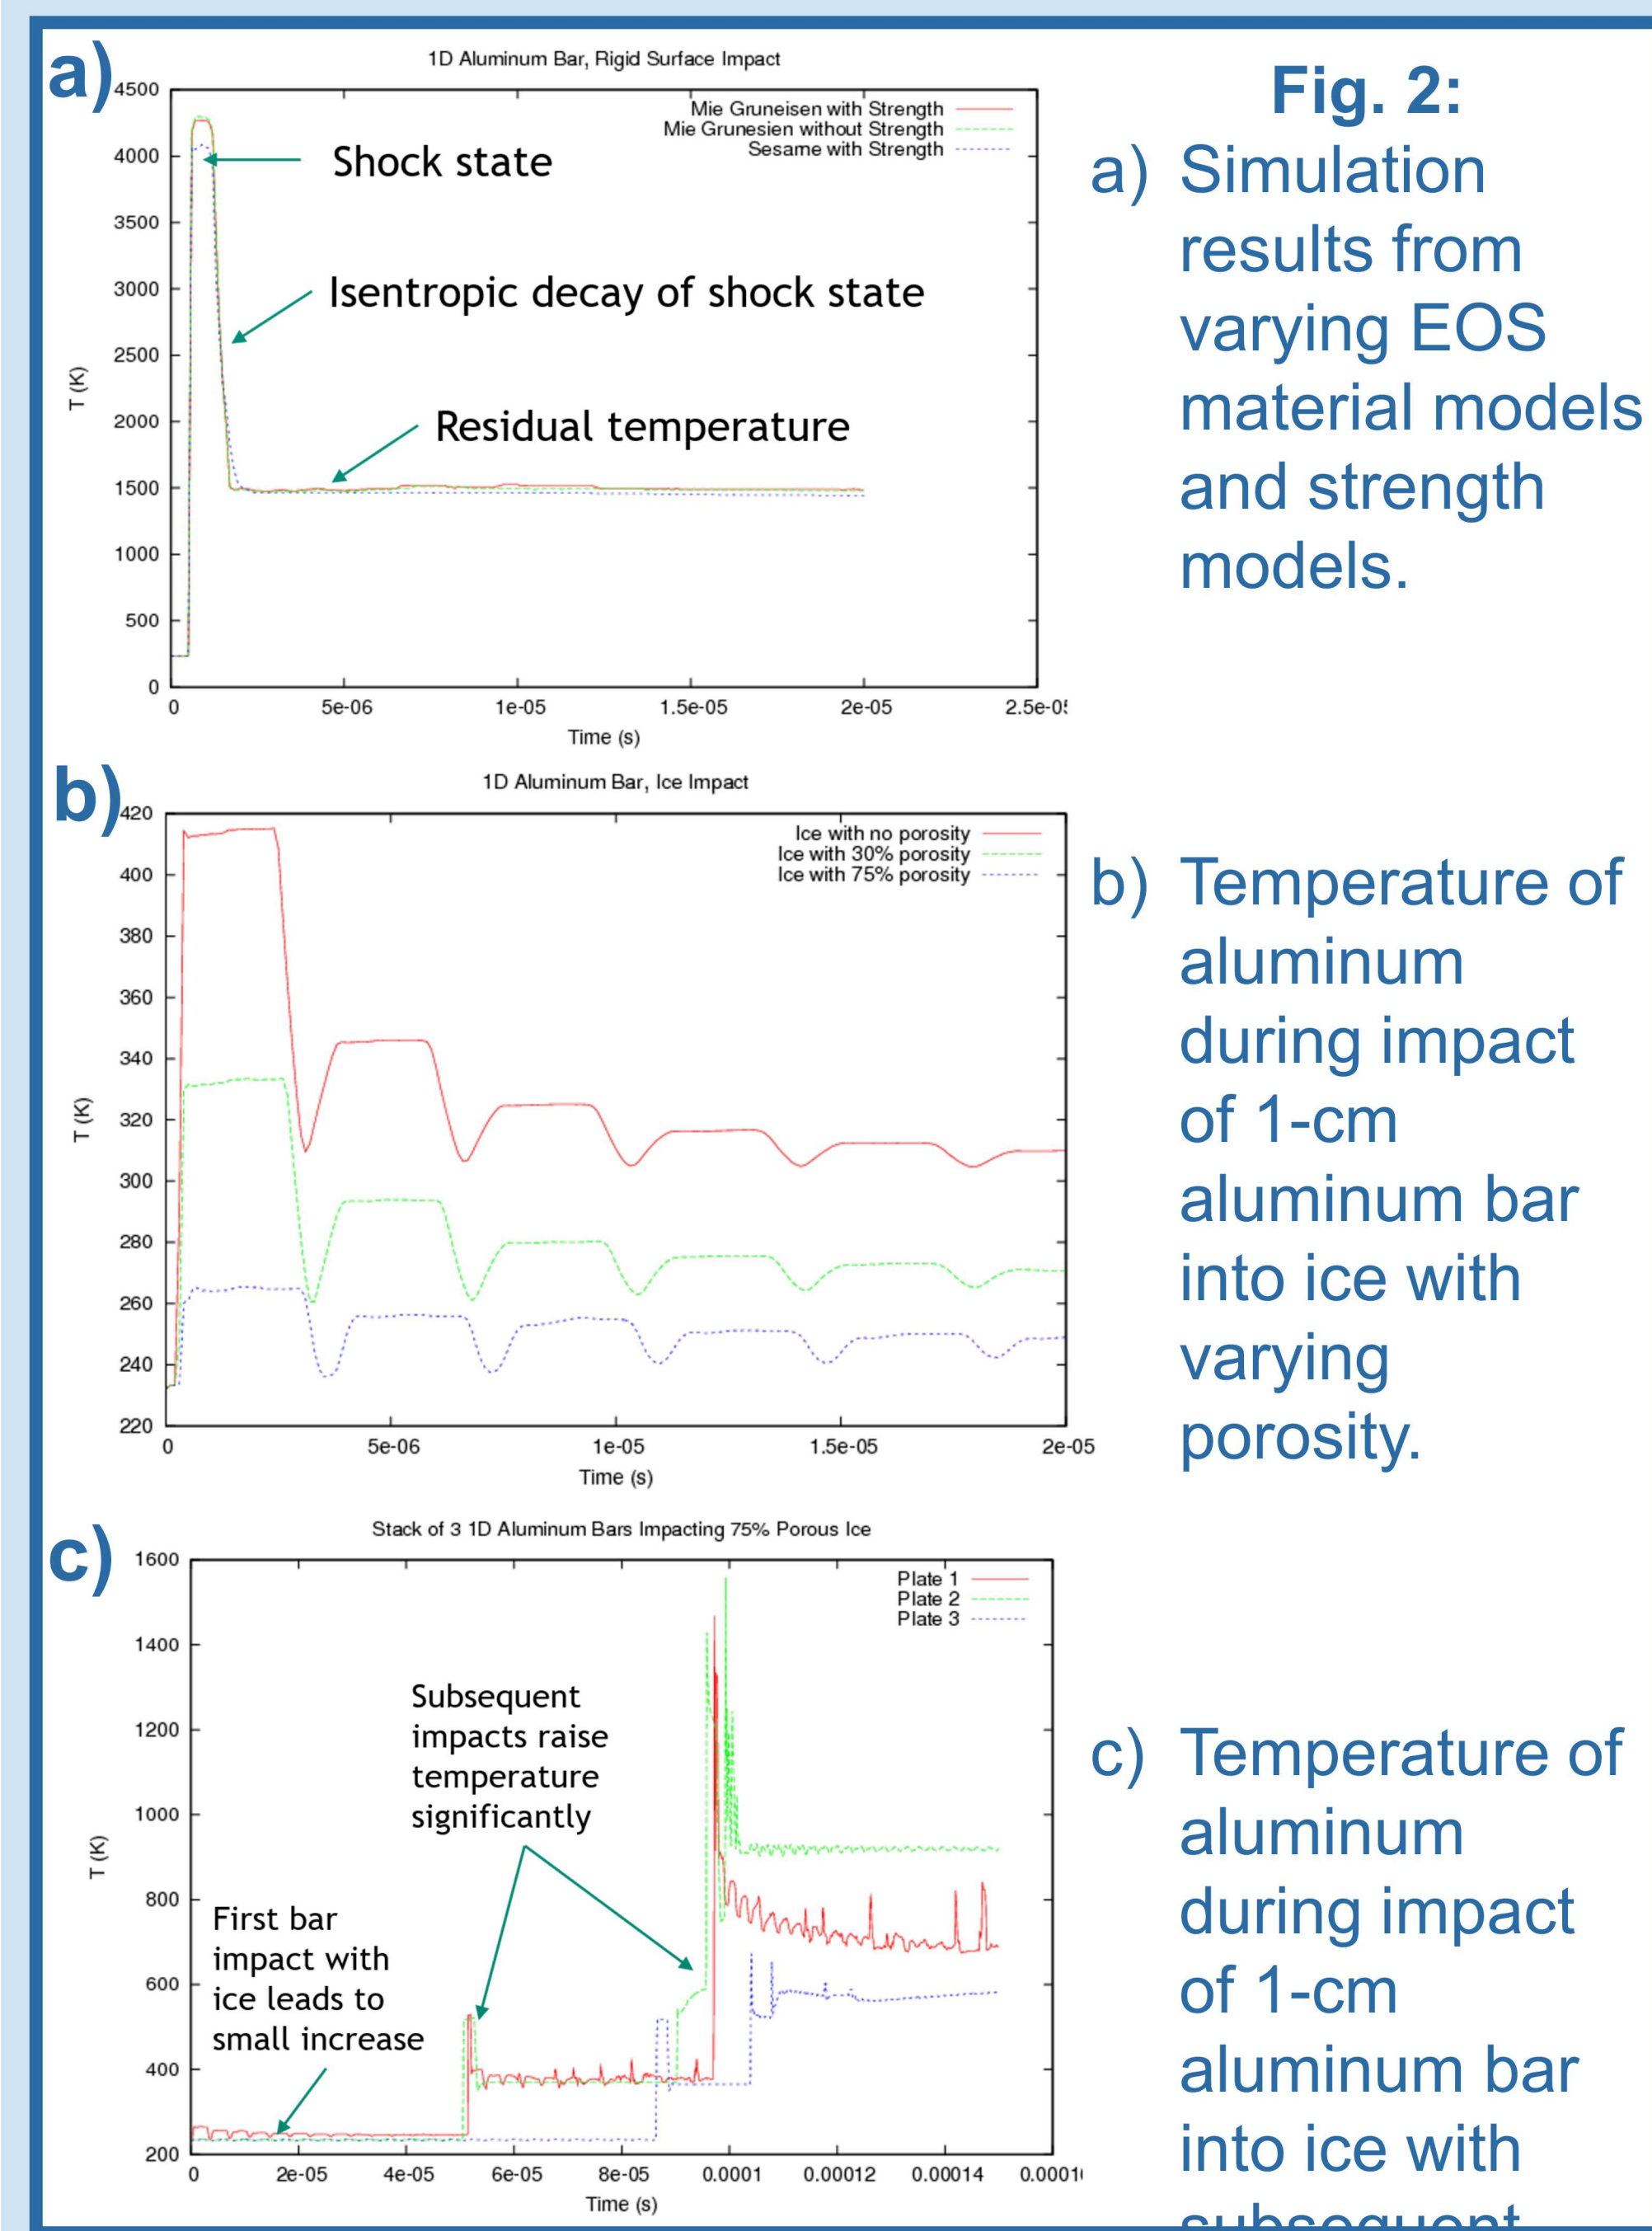 a)
1D Aluminum Bar, Rigid Surface Impact
4500
4000
3500
3000
2500
2000
1500
1000
500
0
T (K)
Mie Gruneisen with Strength
Mie Grunesien without Strength
Sesame with Strength
Shock state
Isentropic decay of shock state
Residual temperature
0 5e-06 1e-05 1.5e-05 2e-05 2.5e-05
Time (s)
Fig. 2:
a) Simulation
results from
varying EOS
material models
and strength
models.
b)
1D Aluminum Bar, Ice Impact
420
400
380
360
340
320
300
280
260
240
220
T (K)
Ice with no porosity
Ice with 30% porosity
Ice with 75% porosity
0 5e-06 1e-05 1.5e-05 2e-05
Time (s)
b) Temperature of
aluminum
during impact
of 1-cm
aluminum bar
into ice with
varying
porosity.
c)
Stack of 3 1D Aluminum Bars Impacting 75% Porous Ice
1600
1400
1200
1000
800
600
400
200
T (K)
Plate 1
Plate 2
Plate 3
Subsequent
impacts raise
temperature
significantly
First bar
impact with
ice leads to
small increase
0 2e-05 4e-05 6e-05 8e-05 0.0001 0.00012 0.00014
Time (s)
c) Temperature of
aluminum
during impact
of 1-cm
aluminum bar
into ice with
subsequent